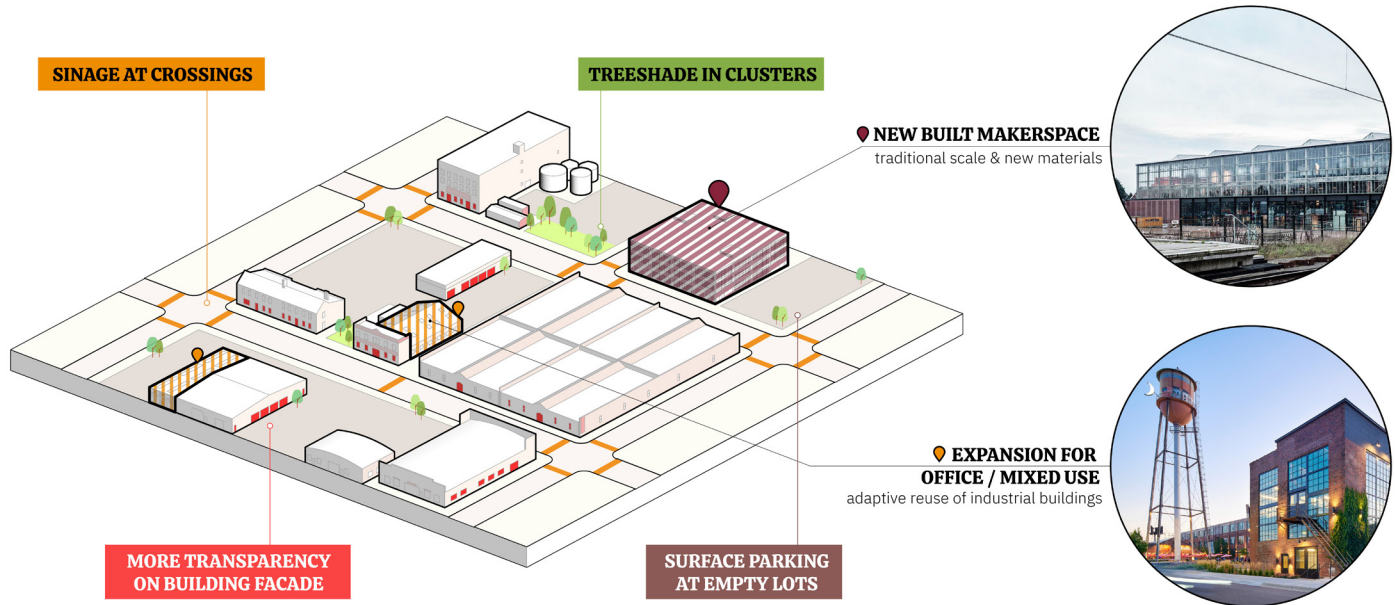 SINAGE AT CROSSINGS
TREESHADE IN CLUSTERS
NEW BUILT MAKERSPACE
traditional scale & new materials
EXPANSION FOR
OFFICE / MIXED USE
adaptive reuse of industrial buildings
MORE TRANSPARENCY
ON BUILDING FACADE
SURFACE PARKING
AT EMPTY LOTS